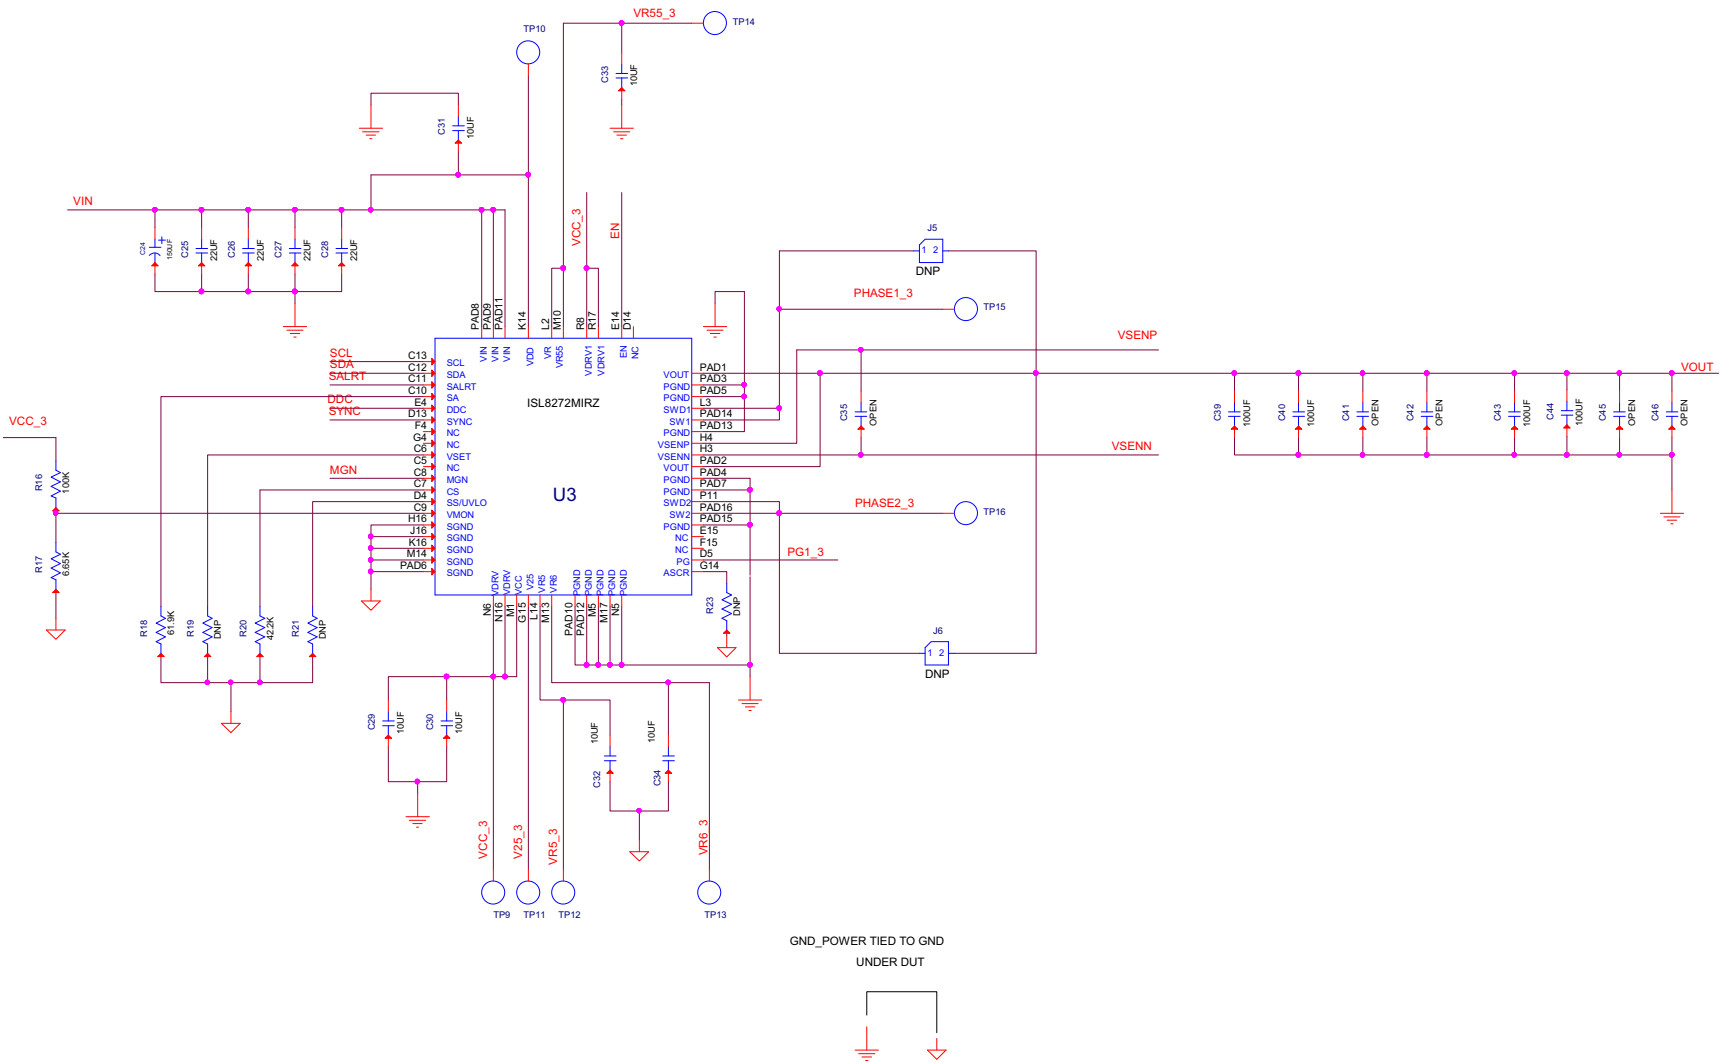 VR55_3
TP14
TP10
C33
10UF
C31
10UF
VIN
C24
150UF
C25
22UF
C26
22UF
C27
22UF
C28
22UF
VCC_3
EN
J5
1 2
DNP
PHASE1_3
TP15
PAD8
PAD9
PAD11
K14
L2
M10
R8
R17
E14
D14
VIN
VIN
VIN
VDD
VR
VR55
VDRV1
VDRV1
EN
NC
VSENP
SCL
SDA
SALRT
DDC
SYNC
MGN
C13
C12
C11
C10
E4
D13
F4
G4
C6
C5
C8
C7
D4
C9
H16
J16
K16
M14
PAD6
SCL
SDA
SALRT
SA
DDC
SYNC
NC
NC
VSET
NC
MGN
CS
SS/UVLO
VMON
SGND
SGND
SGND
SGND
SGND
ISL8272MIRZ
U3
VOUT
PGND
PGND
SWD1
SW1
PGND
VSENP
VSENN
VOUT
PGND
PGND
SWD2
SW2
PGND
NC
NC
PG
ASCR
PAD1
PAD3
PAD5
L3
PAD14
PAD13
H4
H3
PAD2
PAD4
PAD7
P11
PAD16
PAD15
E15
F15
D5
G14
VOUT
C35
OPEN
C39
100UF
C40
100UF
C41
OPEN
C42
OPEN
C43
100UF
C44
100UF
C45
OPEN
C46
OPEN
VSENN
PHASE2_3
TP16
PG1_3
VCC_3
R16
100K
R17
6.65K
R18
61.9K
R19
DNP
R20
42.2K
R21
DNP
VDRV
VDRV
VCC
V25
VR5
VR6
PGND
PGND
PGND
PGND
PGND
N6
N16
M1
G15
L14
M13
PAD10
PAD12
M5
M17
N5
R23
DNP
J6
1 2
DNP
C29
10UF
C30
10UF
C32
10UF
C34
10UF
VCC_3
V25_3
VR5_3
VR6_3
TP9
TP11
TP12
TP13
GND_POWER TIED TO GND
UNDER DUT